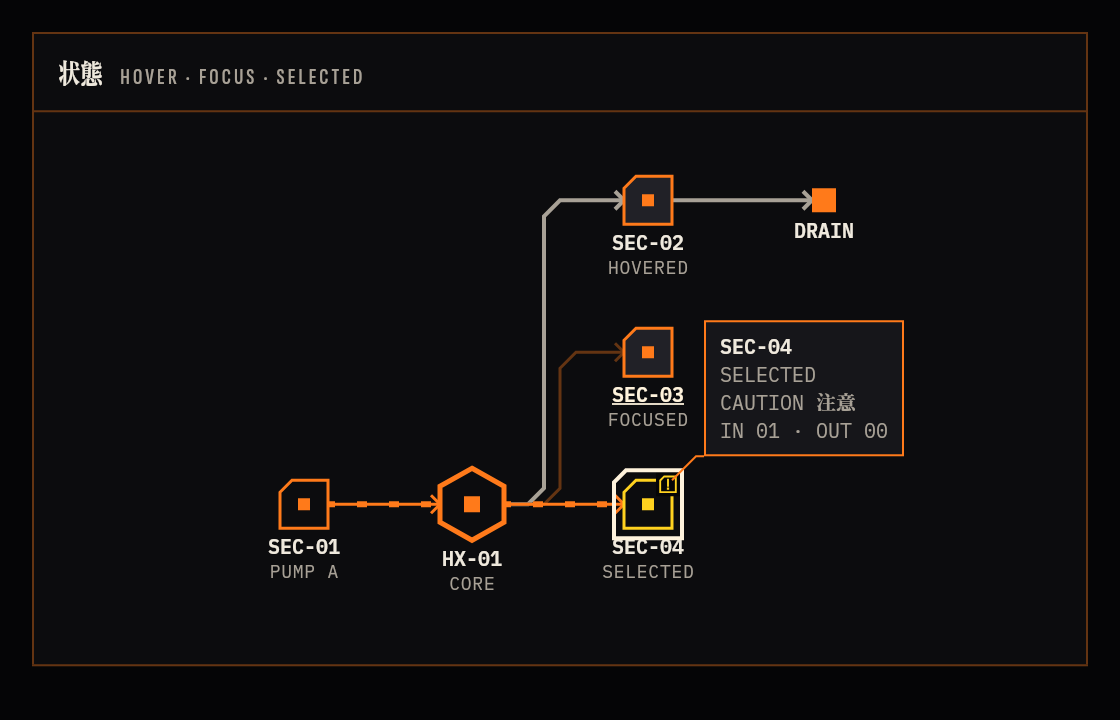 状態 HOVER · FOCUS · SELECTED
SEC-02
HOVERED
DRAIN
SEC-03
FOCUSED
SEC-04
SELECTED
CAUTION 注意
IN 01 · OUT 00
!
SEC-01
PUMP A
HX-01
CORE
SEC-04
SELECTED